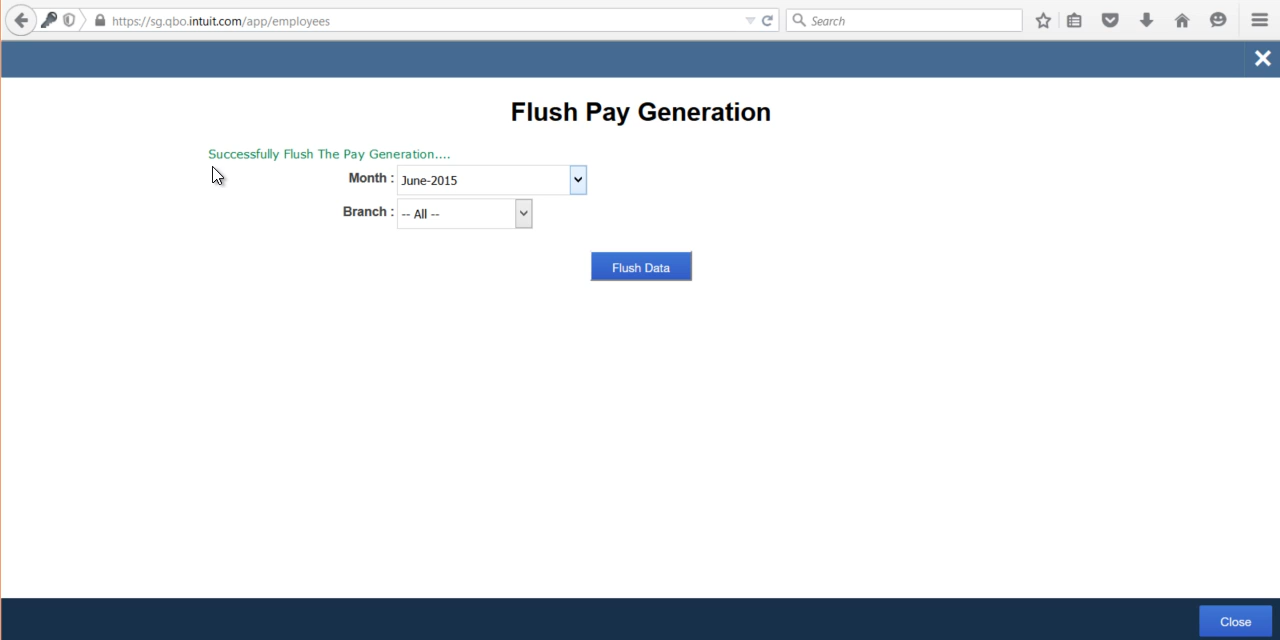 https://sg.qbo.intuit.com/app/employees
Search
Flush Pay Generation
Successfully Flush The Pay Generation....
Month : June-2015
Branch : -- All --
Flush Data
Close